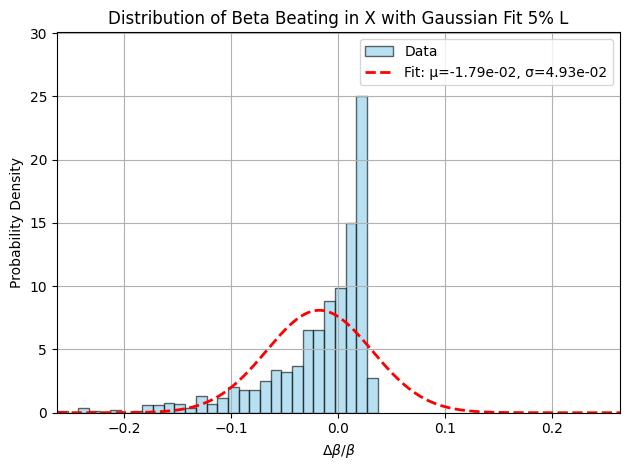 Distribution of Beta Beating in X with Gaussian Fit 5% L
30
25
20
15
10
5
0
Probability Density
Data
Fit: μ=-1.79e-02, σ=4.93e-02
−0.2
−0.1
0.0
0.1
0.2
Δβ/β